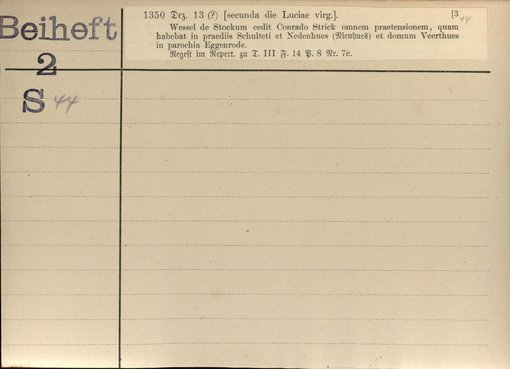 Beiheft
2
S 44
1350 Dez. 13 (?) [secunda die Luciae virg.]. [3
44
Wessel de Stockum cedit Conrado Strick omnem praetensionem, quam
habebat in praediis Schulteti et Nedenhues (Nienhues) et domum Veerthues
in parochia Eggenrode.
Regest im Repert. zu T. III F. 14 P. 8 Nr. 7c.